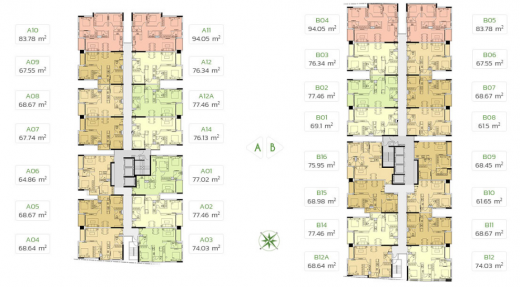 A10
83.78 m²
A11
94.05 m²
A09
67.55 m²
A12
76.34 m²
A08
68.67 m²
A12A
77.46 m²
A07
67.74 m²
A14
76.13 m²
A06
64.86 m²
A01
77.02 m²
A05
68.67 m²
A02
77.46 m²
A04
68.64 m²
A03
74.03 m²
A B
B04
94.05 m²
B05
83.78 m²
B03
76.34 m²
B06
67.55 m²
B02
77.46 m²
B07
68.67 m²
B01
69.1 m²
B08
61.5 m²
B16
75.95 m²
B09
68.45 m²
B15
68.98 m²
B10
61.65 m²
B14
77.46 m²
B11
68.67 m²
B12A
68.64 m²
B12
74.03 m²